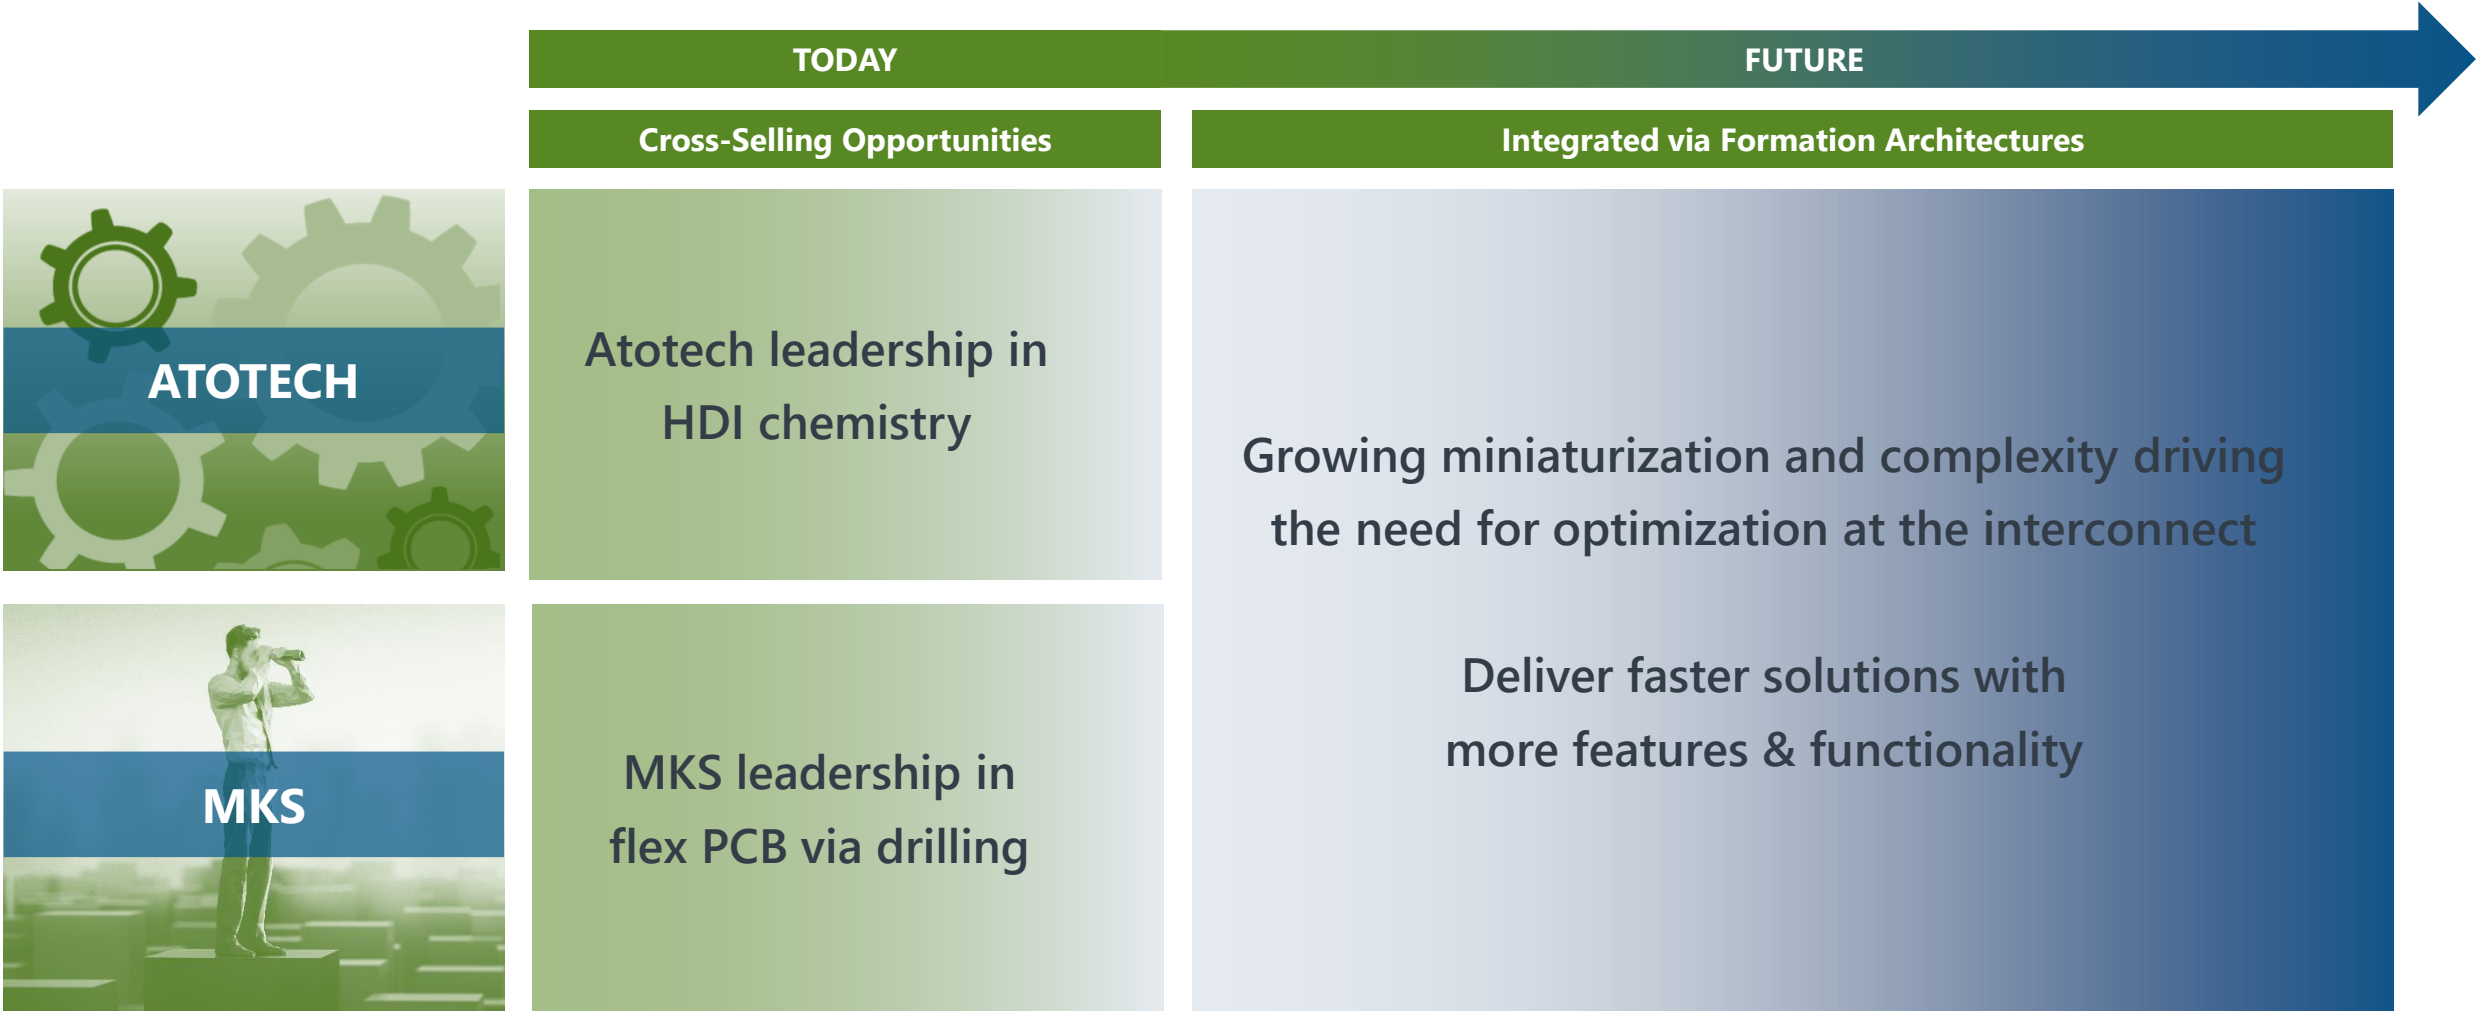 TODAY
FUTURE
Cross-Selling Opportunities
Integrated via Formation Architectures
ATOTECH
Atotech leadership in
HDI chemistry
MKS
MKS leadership in
flex PCB via drilling
Growing miniaturization and complexity driving
the need for optimization at the interconnect
Deliver faster solutions with
more features & functionality